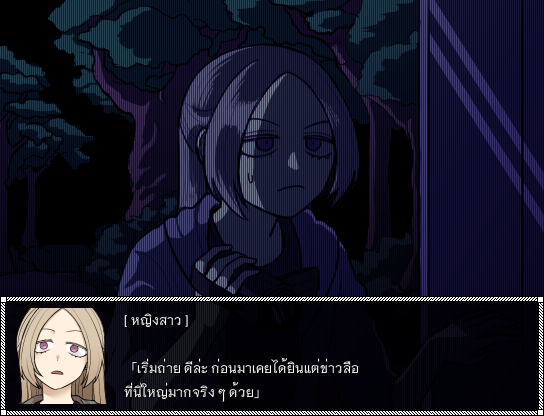 [ หญิงสาว ]
「เริ่มถ่าย ดีล่ะ ก่อนมาเคยได้ยินแต่ข่าวลือ
ที่นี่ใหญ่มากจริง ๆ ด้วย」